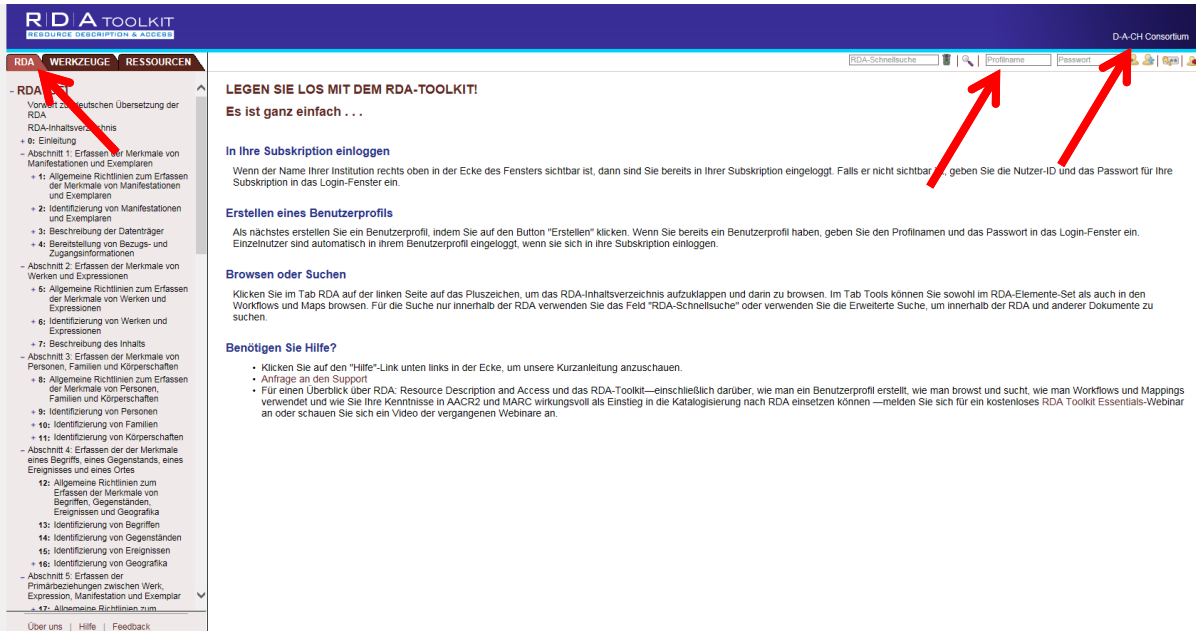 RDA TOOLKIT
RESOURCE DESCRIPTION & ACCESS
D-A-CH Consortium
RDA WERKZEUGE RESSOURCEN
RDA-Schnellsuche Profilname Passwort
- RDA
Vorwort zur deutschen Übersetzung der
RDA
RDA-Inhaltsverzeichnis
+ 0: Einleitung
- Abschnitt 1: Erfassen der Merkmale von
Manifestationen und Exemplaren
+ 1: Allgemeine Richtlinien zum Erfassen
der Merkmale von Manifestationen
und Exemplaren
+ 2: Identifizierung von Manifestationen
und Exemplaren
+ 3: Beschreibung der Datenträger
+ 4: Bereitstellung von Bezugs- und
Zugangsinformationen
- Abschnitt 2: Erfassen der Merkmale von
Werken und Expressionen
+ 5: Allgemeine Richtlinien zum Erfassen
der Merkmale von Werken und
Expressionen
+ 6: Identifizierung von Werken und
Expressionen
+ 7: Beschreibung des Inhalts
- Abschnitt 3: Erfassen der Merkmale von
Personen, Familien und Körperschaften
+ 8: Allgemeine Richtlinien zum Erfassen
der Merkmale von Personen,
Familien und Körperschaften
+ 9: Identifizierung von Personen
+ 10: Identifizierung von Familien
+ 11: Identifizierung von Körperschaften
- Abschnitt 4: Erfassen der der Merkmale
eines Begriffs, eines Gegenstands, eines
Ereignisses und eines Ortes
12: Allgemeine Richtlinien zum
Erfassen der Merkmale von
Begriffen, Gegenständen,
Ereignissen und Geografika
13: Identifizierung von Begriffen
14: Identifizierung von Gegenständen
15: Identifizierung von Ereignissen
+ 16: Identifizierung von Geografika
- Abschnitt 5: Erfassen der
Primärbeziehungen zwischen Werk,
Expression, Manifestation und Exemplar
+ 17: Allgemeine Richtlinien zum
Über uns | Hilfe | Feedback
LEGEN SIE LOS MIT DEM RDA-TOOLKIT!
Es ist ganz einfach . . .
In Ihre Subskription einloggen
Wenn der Name Ihrer Institution rechts oben in der Ecke des Fensters sichtbar ist, dann sind Sie bereits in Ihrer Subskription eingeloggt. Falls er nicht sichtbar ist, geben Sie die Nutzer-ID und das Passwort für Ihre
Subskription in das Login-Fenster ein.
Erstellen eines Benutzerprofils
Als nächstes erstellen Sie ein Benutzerprofil, indem Sie auf den Button "Erstellen" klicken. Wenn Sie bereits ein Benutzerprofil haben, geben Sie den Profilnamen und das Passwort in das Login-Fenster ein.
Einzelnutzer sind automatisch in ihrem Benutzerprofil eingeloggt, wenn sie sich in ihre Subskription einloggen.
Browsen oder Suchen
Klicken Sie im Tab RDA auf der linken Seite auf das Pluszeichen, um das RDA-Inhaltsverzeichnis aufzuklappen und darin zu browsen. Im Tab Tools können Sie sowohl im RDA-Elemente-Set als auch in den
Workflows und Maps browsen. Für die Suche nur innerhalb der RDA verwenden Sie das Feld "RDA-Schnellsuche" oder verwenden Sie die Erweiterte Suche, um innerhalb der RDA und anderer Dokumente zu
suchen.
Benötigen Sie Hilfe?
• Klicken Sie auf den "Hilfe"-Link unten links in der Ecke, um unsere Kurzanleitung anzuschauen.
• Anfrage an den Support
• Für einen Überblick über RDA: Resource Description and Access und das RDA-Toolkit—einschließlich darüber, wie man ein Benutzerprofil erstellt, wie man browst und sucht, wie man Workflows und Mappings
verwendet und wie Sie Ihre Kenntnisse in AACR2 und MARC wirkungsvoll als Einstieg in die Katalogisierung nach RDA einsetzen können —melden Sie sich für ein kostenloses RDA Toolkit Essentials-Webinar
an oder schauen Sie sich ein Video der vergangenen Webinare an.